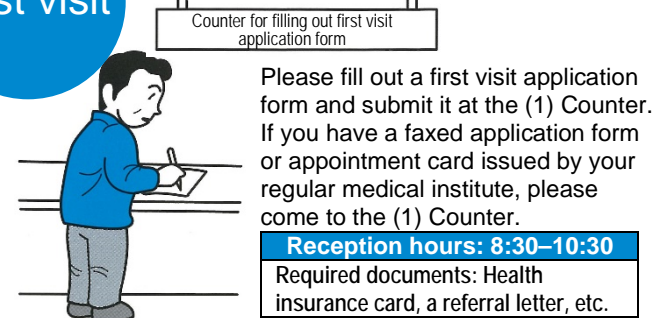 visit
Counter for filling out first visit
application form
Please fill out a first visit application
form and submit it at the (1) Counter.
If you have a faxed application form
or appointment card issued by your
regular medical institute, please
come to the (1) Counter.
Reception hours: 8:30–10:30
Required documents: Health
insurance card, a referral letter, etc.